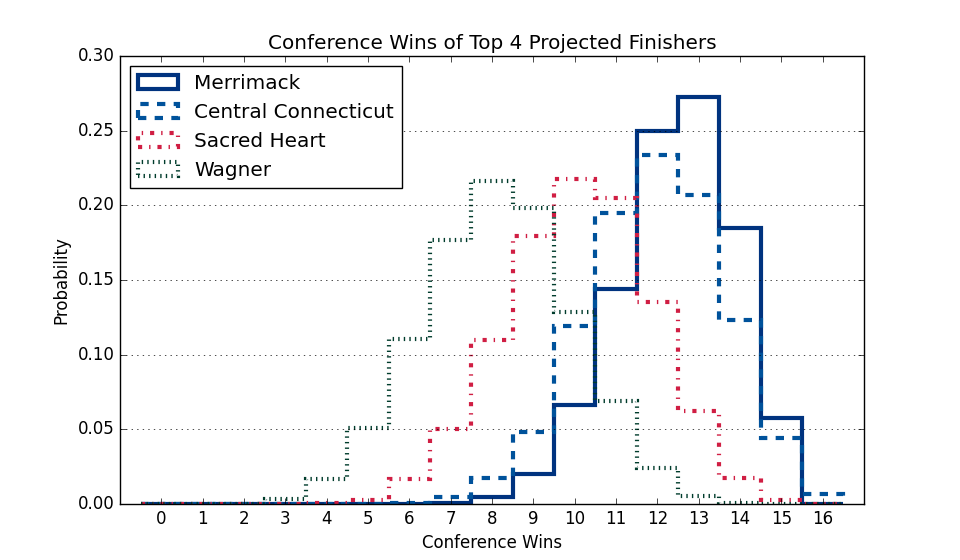 Conference Wins of Top 4 Projected Finishers
Merrimack
Central Connecticut
Sacred Heart
Wagner
Probability
0.30
0.25
0.20
0.15
0.10
0.05
0.00
0 1 2 3 4 5 6 7 8 9 10 11 12 13 14 15 16
Conference Wins